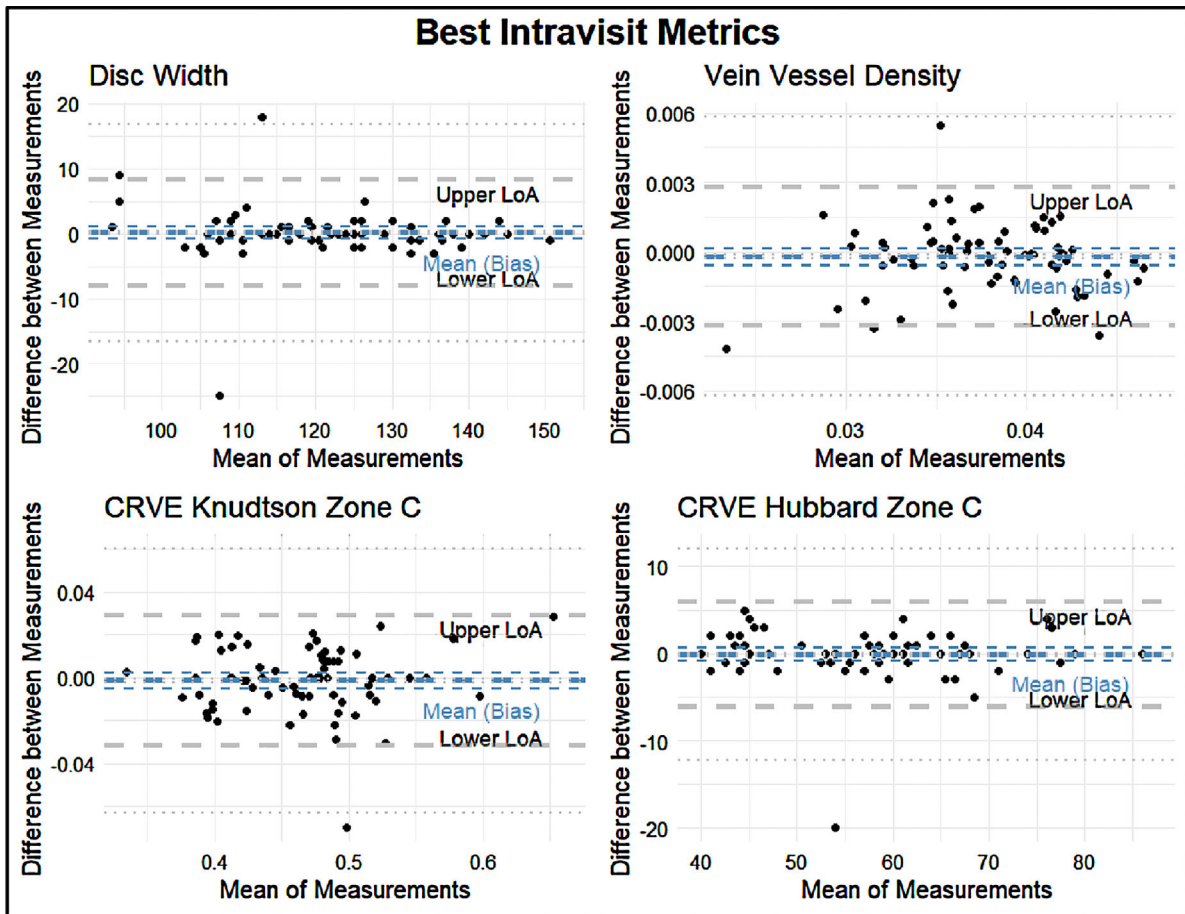 Best Intravisit Metrics
Disc Width
Difference between Measurements
20
10
0
-10
-20
Upper LoA
Mean (Bias)
Lower LoA
100 110 120 130 140 150
Mean of Measurements
Vein Vessel Density
Difference between Measurements
0.006
0.003
0.000
-0.003
-0.006
Upper LoA
Mean (Bias)
Lower LoA
0.03 0.04
Mean of Measurements
CRVE Knudtson Zone C
Difference between Measurements
0.04
0.00
-0.04
Upper LoA
Mean (Bias)
Lower LoA
0.4 0.5 0.6
Mean of Measurements
CRVE Hubbard Zone C
Difference between Measurements
10
0
-10
-20
Upper LoA
Mean (Bias)
Lower LoA
40 50 60 70 80
Mean of Measurements